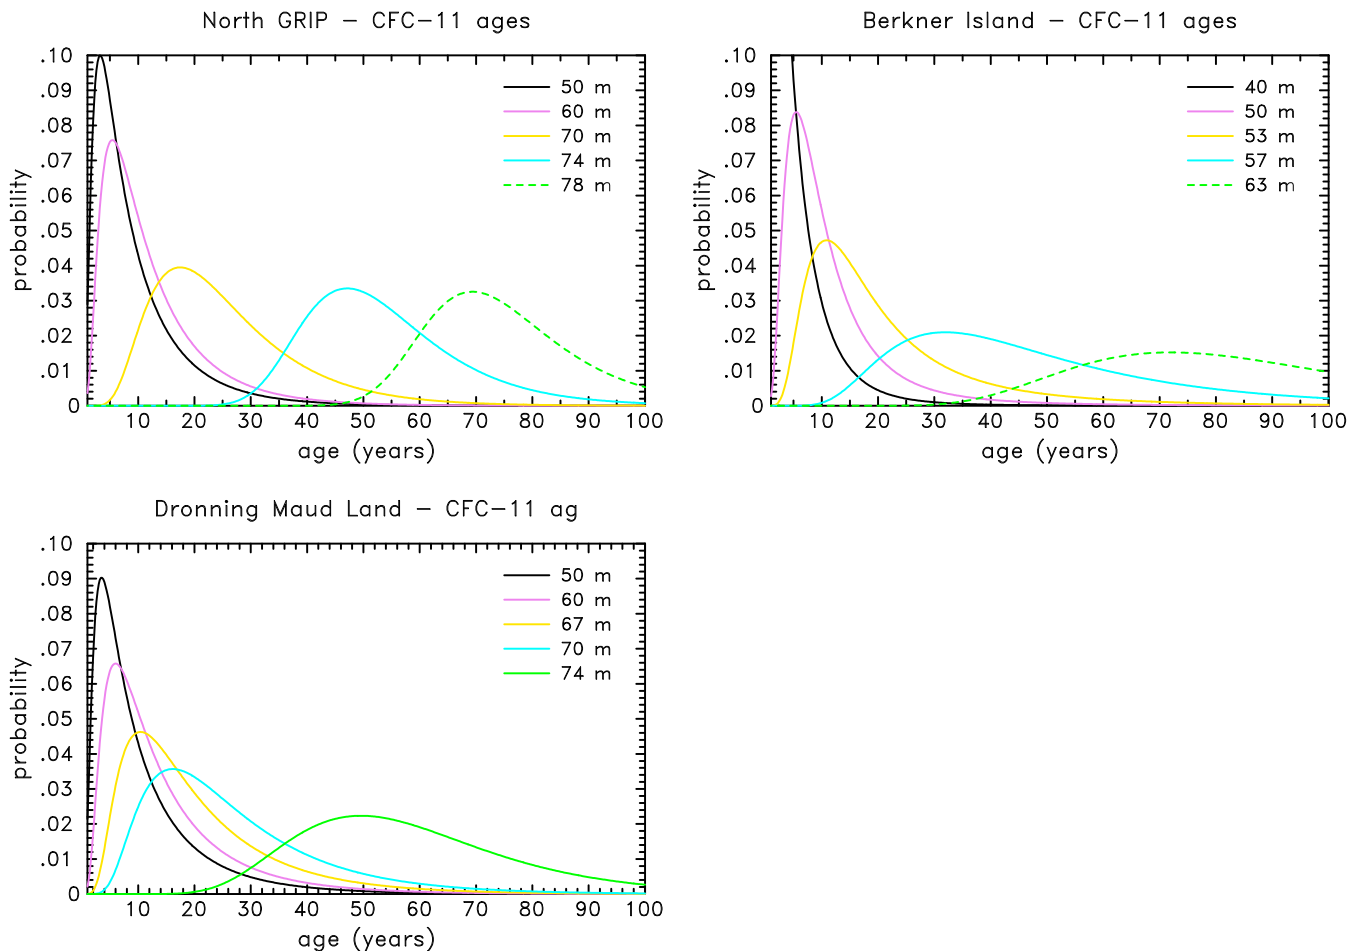 North GRIP – CFC–11 ages
probability
.10
.09
.08
.07
.06
.05
.04
.03
.02
.01
0
50 m
60 m
70 m
74 m
78 m
10 20 30 40 50 60 70 80 90 100
age (years)
Berkner Island – CFC–11 ages
probability
.10
.09
.08
.07
.06
.05
.04
.03
.02
.01
0
40 m
50 m
53 m
57 m
63 m
10 20 30 40 50 60 70 80 90 100
age (years)
Dronning Maud Land – CFC–11 ag
probability
.10
.09
.08
.07
.06
.05
.04
.03
.02
.01
0
50 m
60 m
67 m
70 m
74 m
10 20 30 40 50 60 70 80 90 100
age (years)